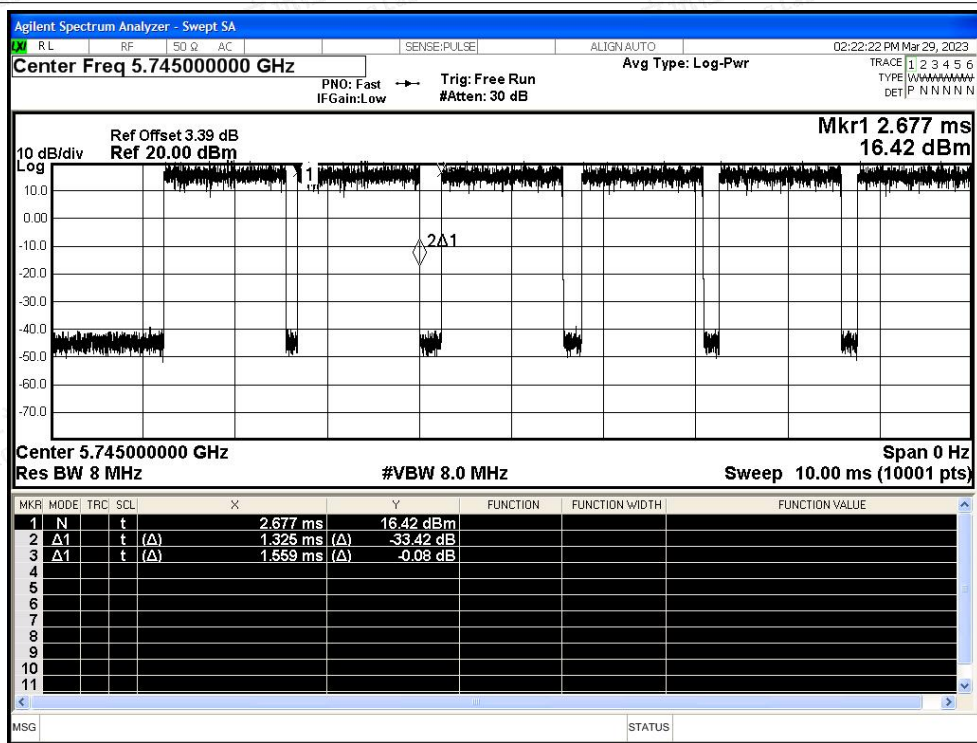 Agilent Spectrum Analyzer - Swept SA
LXI RL RF 50 Ω AC SENSE:PULSE ALIGN AUTO 02:22:22 PM Mar 29, 2023
Center Freq 5.745000000 GHz Avg Type: Log-Pwr TRACE 1 2 3 4 5 6
PNO: Fast Trig: Free Run TYPE WWWWWW
IFGain:Low #Atten: 30 dB DET P N N N N N
Mkr1 2.677 ms
Ref Offset 3.39 dB
10 dB/div Ref 20.00 dBm 16.42 dBm
Log
1
10.0
0.00
2Δ1
-10.0
-20.0
-30.0
-40.0
-50.0
-60.0
-70.0
Center 5.745000000 GHz Span 0 Hz
Res BW 8 MHz #VBW 8.0 MHz Sweep 10.00 ms (10001 pts)
MKR MODE TRC SCL X Y FUNCTION FUNCTION WIDTH FUNCTION VALUE
1 N t 2.677 ms 16.42 dBm
2 Δ1 t (Δ) 1.325 ms (Δ) -33.42 dB
3 Δ1 t (Δ) 1.559 ms (Δ) -0.08 dB
4
5
6
7
8
9
10
11
MSG STATUS